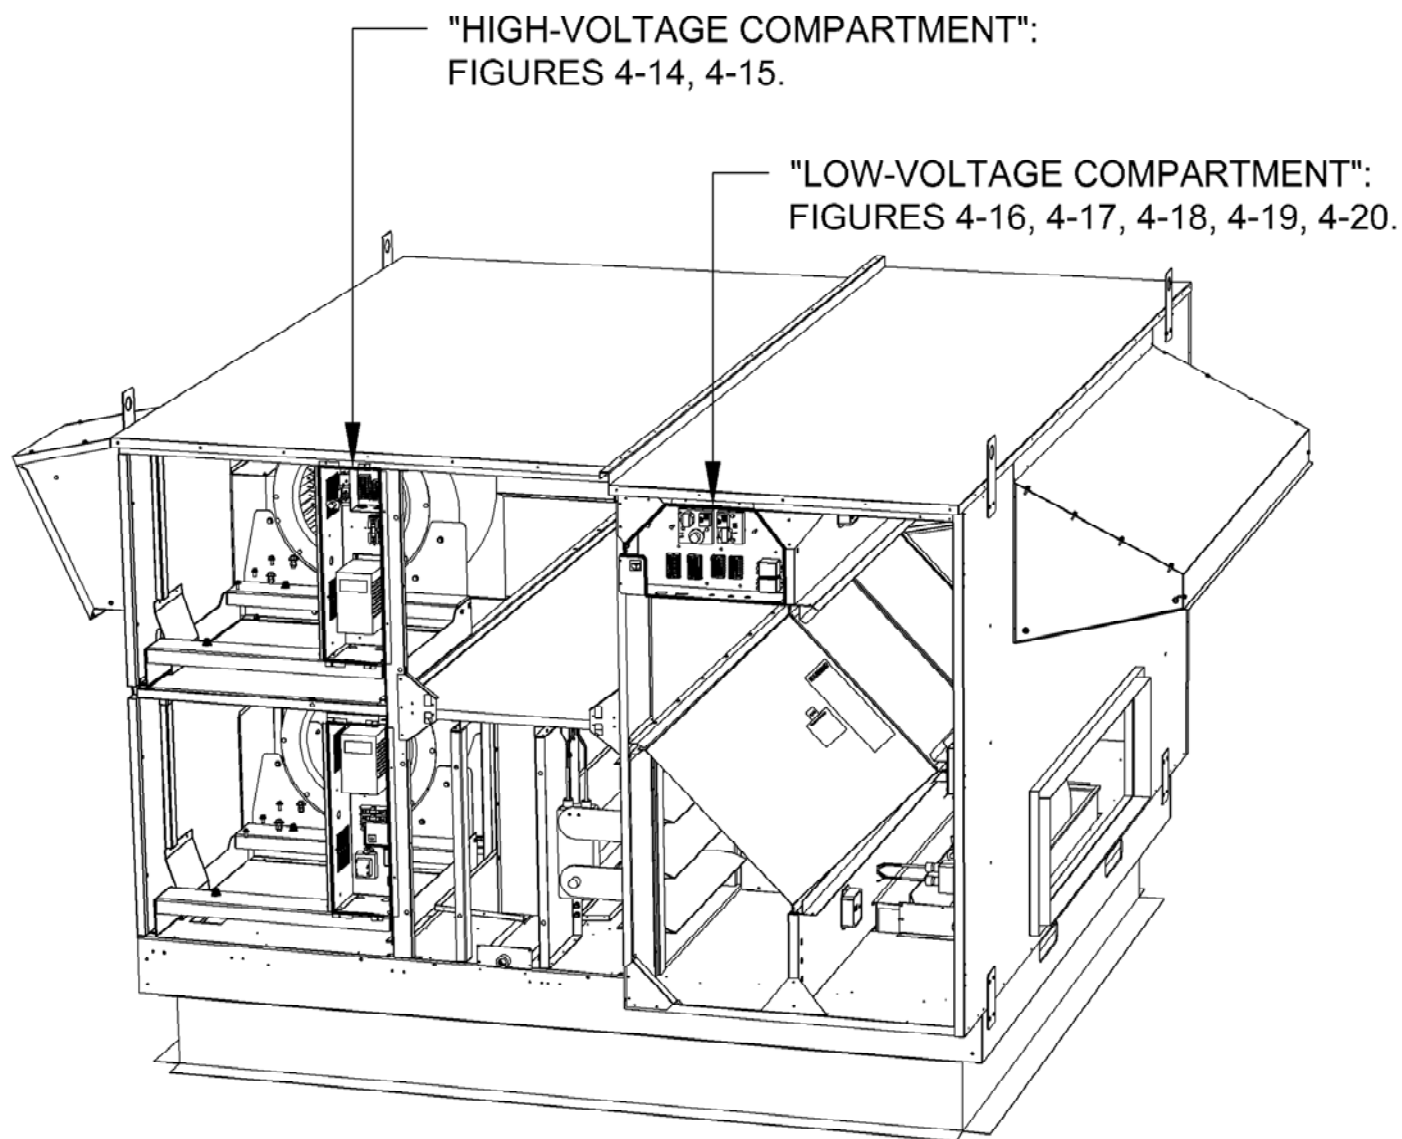 "HIGH-VOLTAGE COMPARTMENT":
FIGURES 4-14, 4-15.
"LOW-VOLTAGE COMPARTMENT":
FIGURES 4-16, 4-17, 4-18, 4-19, 4-20.